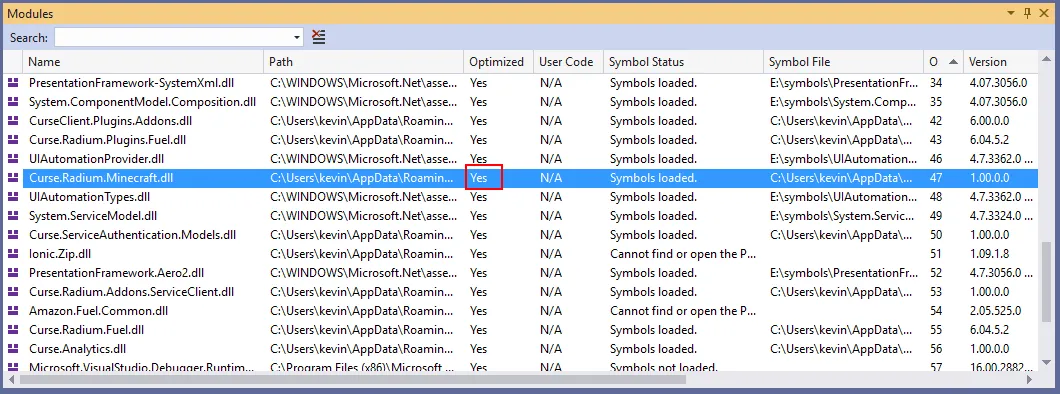 Modules
Search:
Name Path Optimized User Code Symbol Status Symbol File O Version
PresentationFramework-SystemXml.dll C:\WINDOWS\Microsoft.Net\asse... Yes N/A Symbols loaded. E:\symbols\PresentationFr... 34 4.07.3056.0
System.ComponentModel.Composition.dll C:\WINDOWS\Microsoft.Net\asse... Yes N/A Symbols loaded. E:\symbols\System.Comp... 35 4.07.3056.0
CurseClient.Plugins.Addons.dll C:\Users\kevin\AppData\Roamin... Yes N/A Symbols loaded. C:\Users\kevin\AppData\... 42 6.00.0.0
Curse.Radium.Plugins.Fuel.dll C:\Users\kevin\AppData\Roamin... Yes N/A Symbols loaded. C:\Users\kevin\AppData\... 43 6.04.5.2
UIAutomationProvider.dll C:\WINDOWS\Microsoft.Net\asse... Yes N/A Symbols loaded. E:\symbols\UIAutomation... 46 4.7.3362.0
Curse.Radium.Minecraft.dll C:\Users\kevin\AppData\Roamin... Yes N/A Symbols loaded. C:\Users\kevin\AppData\... 47 1.00.0.0
UIAutomationTypes.dll C:\WINDOWS\Microsoft.Net\asse... Yes N/A Symbols loaded. E:\symbols\UIAutomation... 48 4.7.3362.0
System.ServiceModel.dll C:\WINDOWS\Microsoft.Net\asse... Yes N/A Symbols loaded. E:\symbols\System.Servic... 49 4.7.3324.0
Curse.ServiceAuthentication.Models.dll C:\Users\kevin\AppData\Roamin... Yes N/A Symbols loaded. C:\Users\kevin\AppData\... 50 1.00.0.0
Ionic.Zip.dll C:\Users\kevin\AppData\Roamin... Yes N/A Cannot find or open the P... 51 1.09.1.8
PresentationFramework.Aero2.dll C:\WINDOWS\Microsoft.Net\asse... Yes N/A Symbols loaded. E:\symbols\PresentationFr... 52 4.7.3056.0
Curse.Radium.Addons.ServiceClient.dll C:\Users\kevin\AppData\Roamin... Yes N/A Symbols loaded. C:\Users\kevin\AppData\... 53 1.00.0.0
Amazon.Fuel.Common.dll C:\Users\kevin\AppData\Roamin... Yes N/A Cannot find or open the P... 54 2.05.525.0
Curse.Radium.Fuel.dll C:\Users\kevin\AppData\Roamin... Yes N/A Symbols loaded. C:\Users\kevin\AppData\... 55 6.04.5.2
Curse.Analytics.dll C:\Users\kevin\AppData\Roamin... Yes N/A Symbols loaded. C:\Users\kevin\AppData\... 56 1.00.0.0
Microsoft.VisualStudio.Debugger.Runtime... C:\Program Files (x86)\Microsoft... Yes N/A Symbols not loaded. 57 16.00.2882...